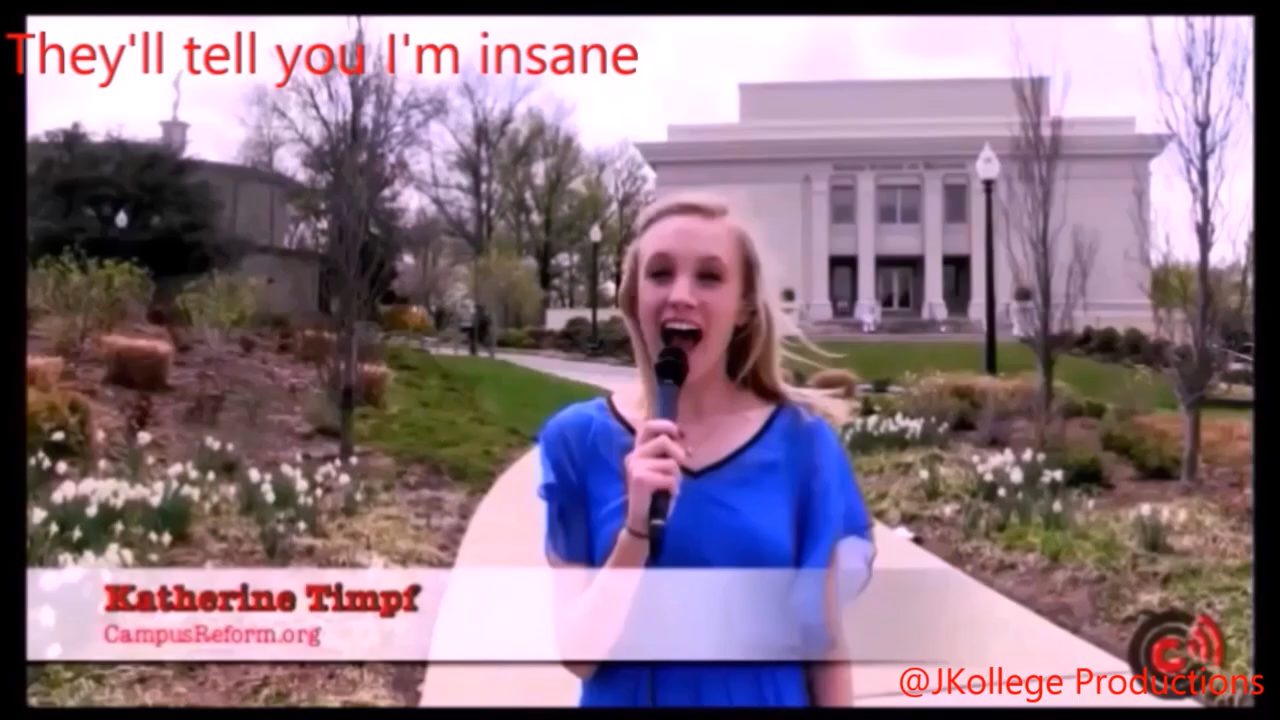 They'll tell you I'm insane
Katherine Timpf
CampusReform.org
@JKollege Productions